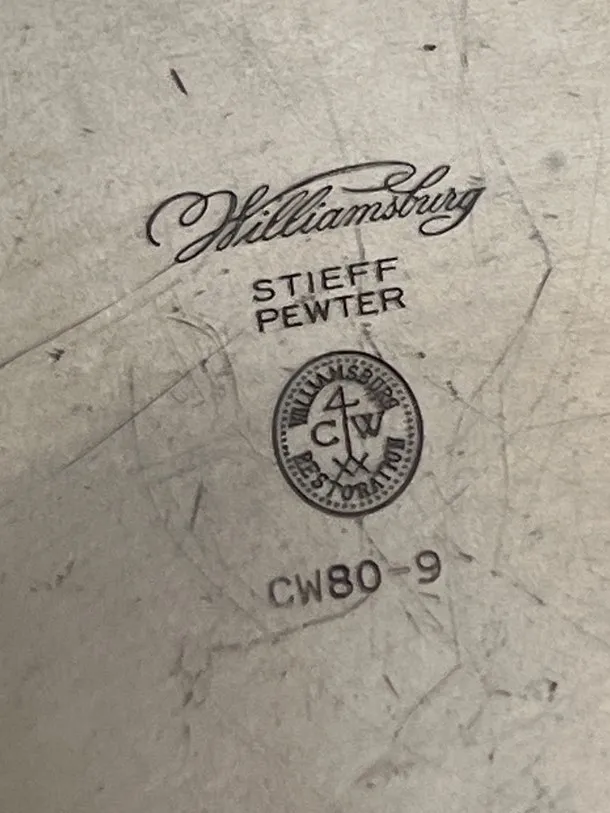 Williamsburg
STIEFF
PEWTER
WILLIAMSBURG
C W
RESTORATION
CW80-9